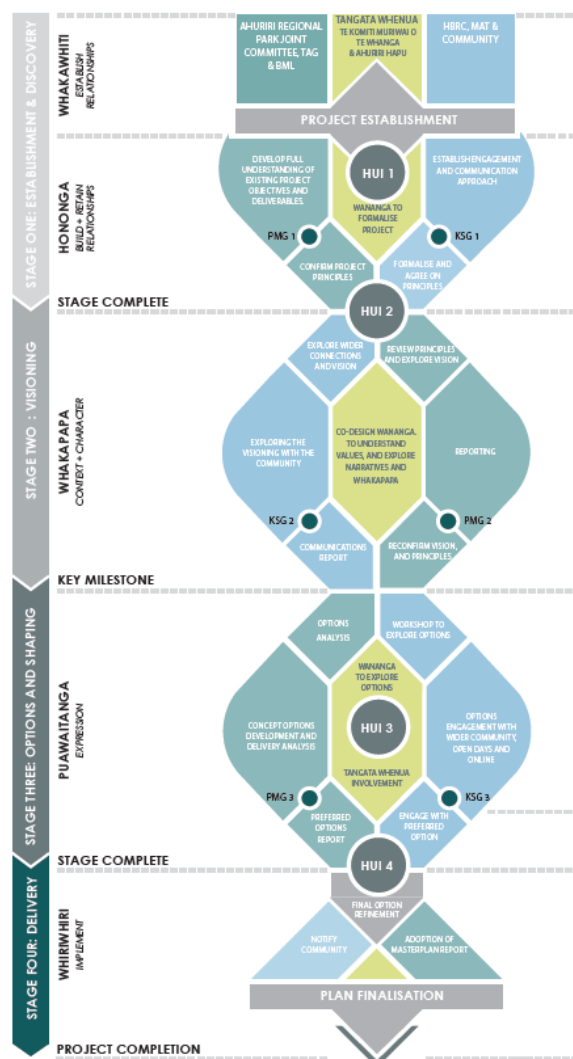 STAGE ONE: ESTABLISHMENT & DISCOVERY
WHAKAWHITI
ESTABLISH
RELATIONSHIPS
AHURIRI REGIONAL
PARK JOINT
COMMITTEE, TAG
& BML
TANGATA WHENUA
TE KOMITI MURIWAI O
TE WHANGA
& AHURIRI HAPU
HBRC, MAT &
COMMUNITY
PROJECT ESTABLISHMENT
HONONGA
BUILD + RETAIN
RELATIONSHIPS
DEVELOP FULL
UNDERSTANDING OF
EXISTING PROJECT
OBJECTIVES AND
DELIVERABLES.
HUI 1
ESTABLISH ENGAGEMENT
AND COMMUNICATION
APPROACH
WANANGA TO
FORMALISE
PROJECT
PMG 1
KSG 1
CONFIRM PROJECT
PRINCIPLES
FORMALISE AND
AGREE ON
PRINCIPLES
STAGE COMPLETE
HUI 2
STAGE TWO : VISIONING
WHAKAPAPA
CONTEXT + CHARACTER
EXPLORE WIDER
CONNECTIONS
AND VISION
REVIEW PRINCIPLES
AND EXPLORE VISION
EXPLORING THE
VISIONING WITH THE
COMMUNITY
CO-DESIGN WANANGA.
TO UNDERSTAND
VALUES, AND EXPLORE
NARRATIVES AND
WHAKAPAPA
REPORTING
KSG 2
PMG 2
COMMUNICATIONS
REPORT
RECONFIRM VISION,
AND PRINCIPLES
KEY MILESTONE
STAGE THREE: OPTIONS AND SHAPING
PUAWAITANGA
EXPRESSION
OPTIONS
ANALYSIS
WORKSHOP TO
EXPLORE OPTIONS
WANANGA
TO EXPLORE
OPTIONS
CONCEPT OPTIONS
DEVELOPMENT AND
DELIVERY ANALYSIS
HUI 3
OPTIONS
ENGAGEMENT WITH
WIDER COMMUNITY,
OPEN DAYS AND
ONLINE
TANGATA WHENUA
INVOLVEMENT
PMG 3
KSG 3
PREFERRED
OPTIONS
REPORT
ENGAGE WITH
PREFERRED
OPTION
STAGE COMPLETE
HUI 4
STAGE FOUR: DELIVERY
WHIRIWHIRI
IMPLEMENT
FINAL OPTION
REFINEMENT
NOTIFY
COMMUNITY
ADOPTION OF
MASTERPLAN REPORT
PLAN FINALISATION
PROJECT COMPLETION